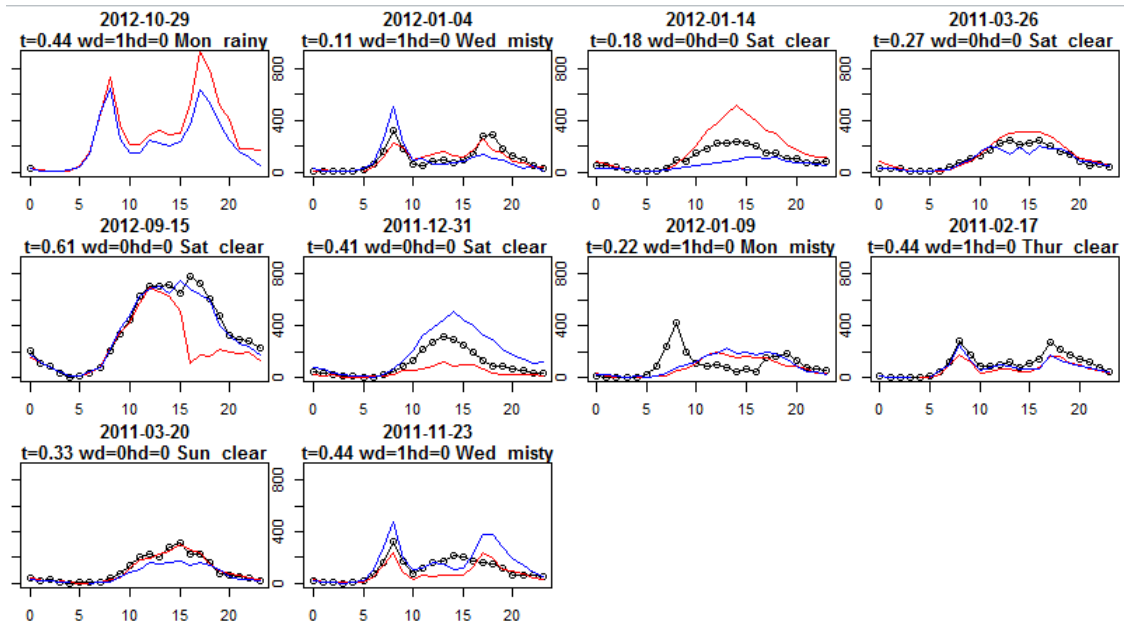 2012-10-29
t=0.44 wd=1hd=0 Mon rainy
2012-01-04
t=0.11 wd=1hd=0 Wed misty
2012-01-14
t=0.18 wd=0hd=0 Sat clear
2011-03-26
t=0.27 wd=0hd=0 Sat clear
0 400 800
0 400 800
0 400 800
0 5 10 15 20
0 5 10 15 20
0 5 10 15 20
0 5 10 15 20
2012-09-15
t=0.61 wd=0hd=0 Sat clear
2011-12-31
t=0.41 wd=0hd=0 Sat clear
2012-01-09
t=0.22 wd=1hd=0 Mon misty
2011-02-17
t=0.44 wd=1hd=0 Thur clear
0 400 800
0 400 800
0 400 800
0 5 10 15 20
0 5 10 15 20
0 5 10 15 20
0 5 10 15 20
2011-03-20
t=0.33 wd=0hd=0 Sun clear
2011-11-23
t=0.44 wd=1hd=0 Wed misty
0 400 800
0 5 10 15 20
0 5 10 15 20